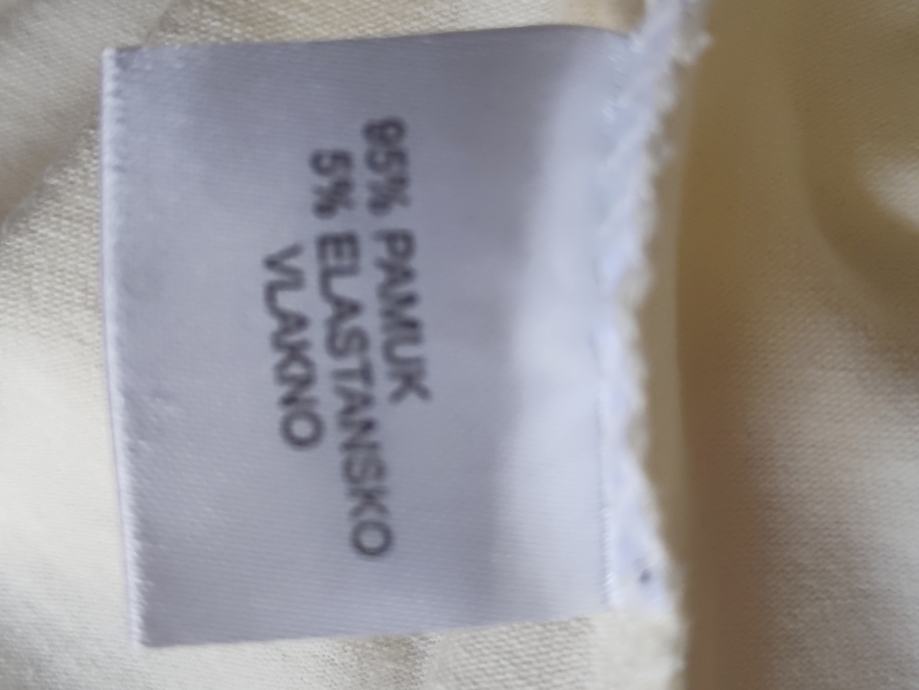 95% PAMUK
5% ELASTANSKO
VLAKNO